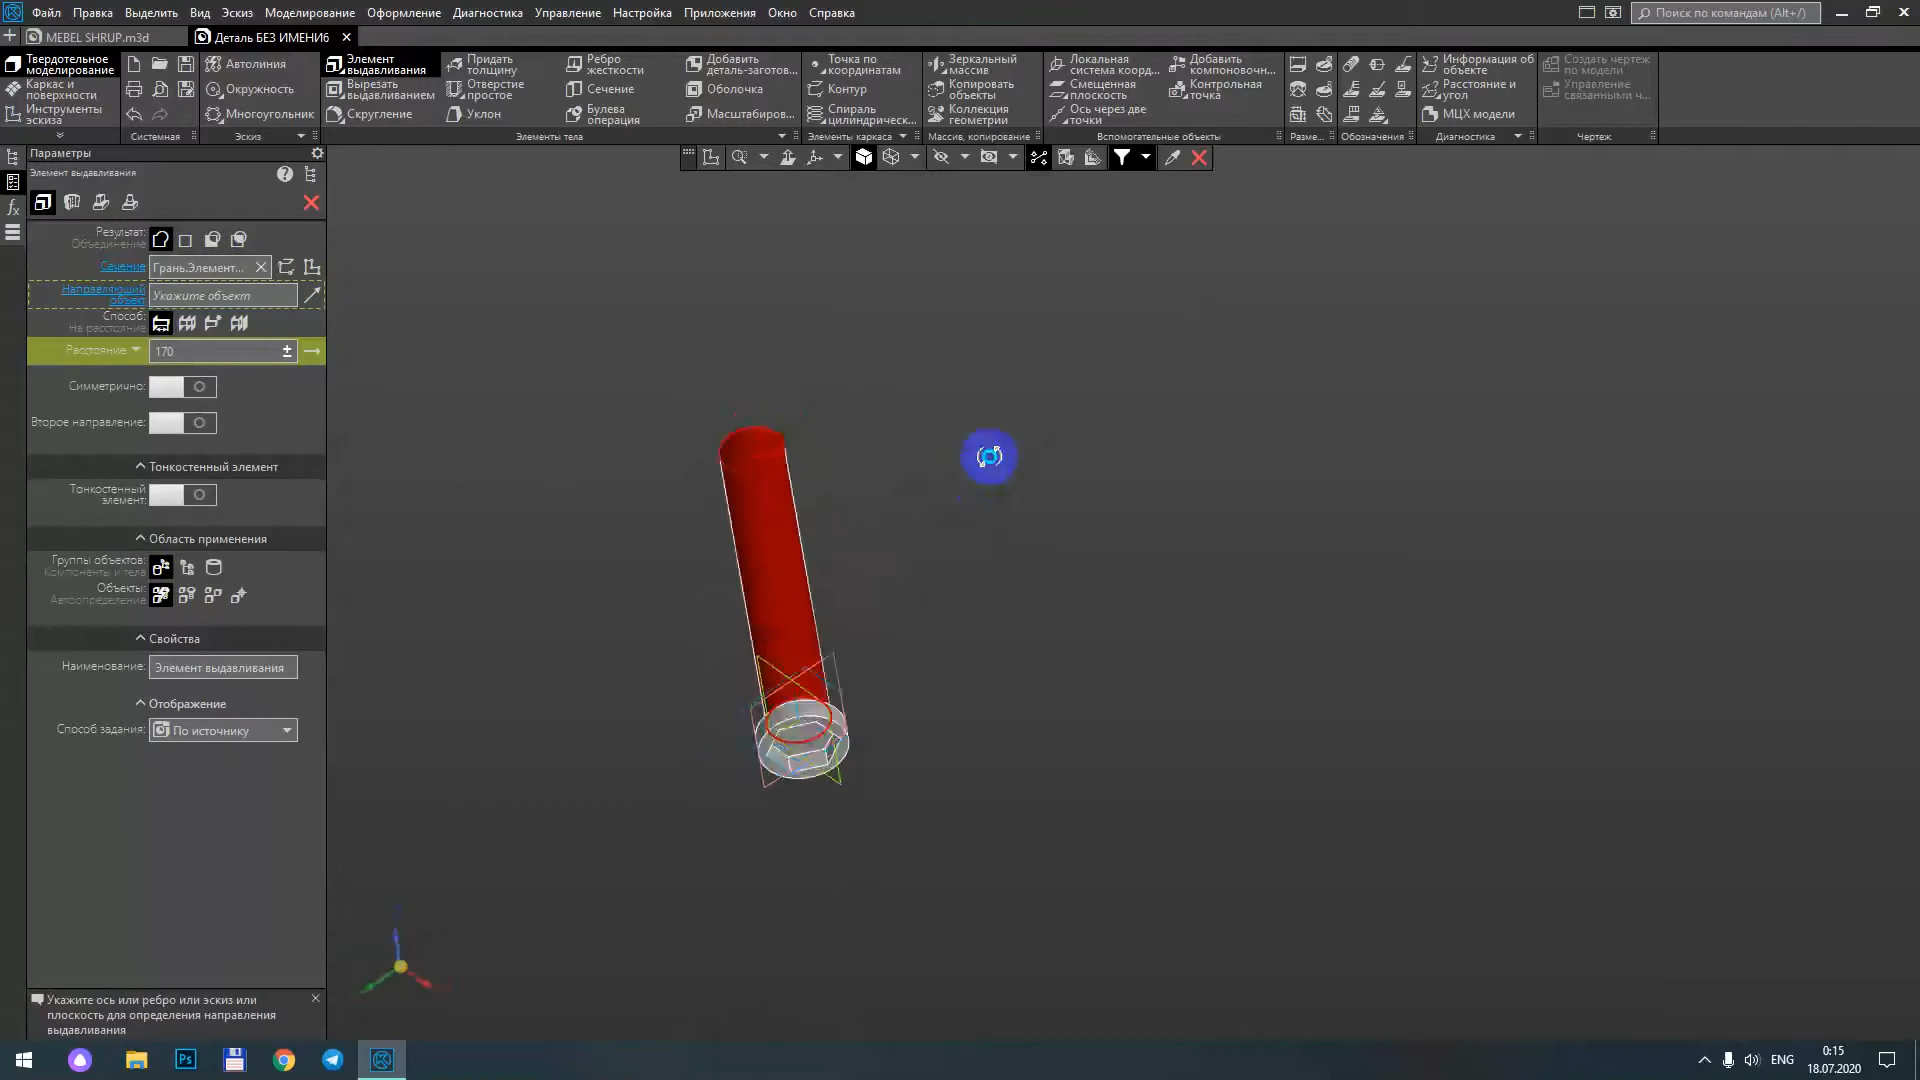 Файл Правка Выделить Вид Эскиз Моделирование Оформление Диагностика Управление Настройка Приложения Окно Справка
Поиск по командам (Alt+/)
MEBEL SHRUP.m3d
Деталь БЕЗ ИМЕНИ6
Твердотельное моделирование
Каркас и поверхности
Инструменты эскиза
Системная
Автолиния
Окружность
Многоугольник
Эскиз
Элемент выдавливания
Вырезать выдавливанием
Скругление
Придать толщину
Отверстие простое
Уклон
Ребро жесткости
Сечение
Булева операция
Добавить деталь-заготов...
Оболочка
Масштабиров...
Элементы тела
Точка по координатам
Контур
Спираль цилиндрическ...
Элементы каркаса
Зеркальный массив
Копировать объекты
Коллекция геометрии
Массив, копирование
Локальная система коорд...
Смещенная плоскость
Ось через две точки
Добавить компоновочн...
Контрольная точка
Вспомогательные объекты
Разме...
Обозначения
Информация об объекте
Расстояние и угол
МЦХ модели
Диагностика
Создать чертеж по модели
Управление связанными ч...
Чертеж
Параметры
Элемент выдавливания
Результат:
Объединение
Сечение
Грань.Элемент...
Направляющий объект
Укажите объект
Способ:
На расстояние
Расстояние
170
Симметрично:
Второе направление:
Тонкостенный элемент
Тонкостенный элемент:
Область применения
Группы объектов:
Компоненты и тела
Объекты:
Автоопределение
Свойства
Наименование:
Элемент выдавливания
Отображение
Способ задания:
По источнику
Укажите ось или ребро или эскиз или
плоскость для определения направления
выдавливания
Ps
ENG
0:15
18.07.2020